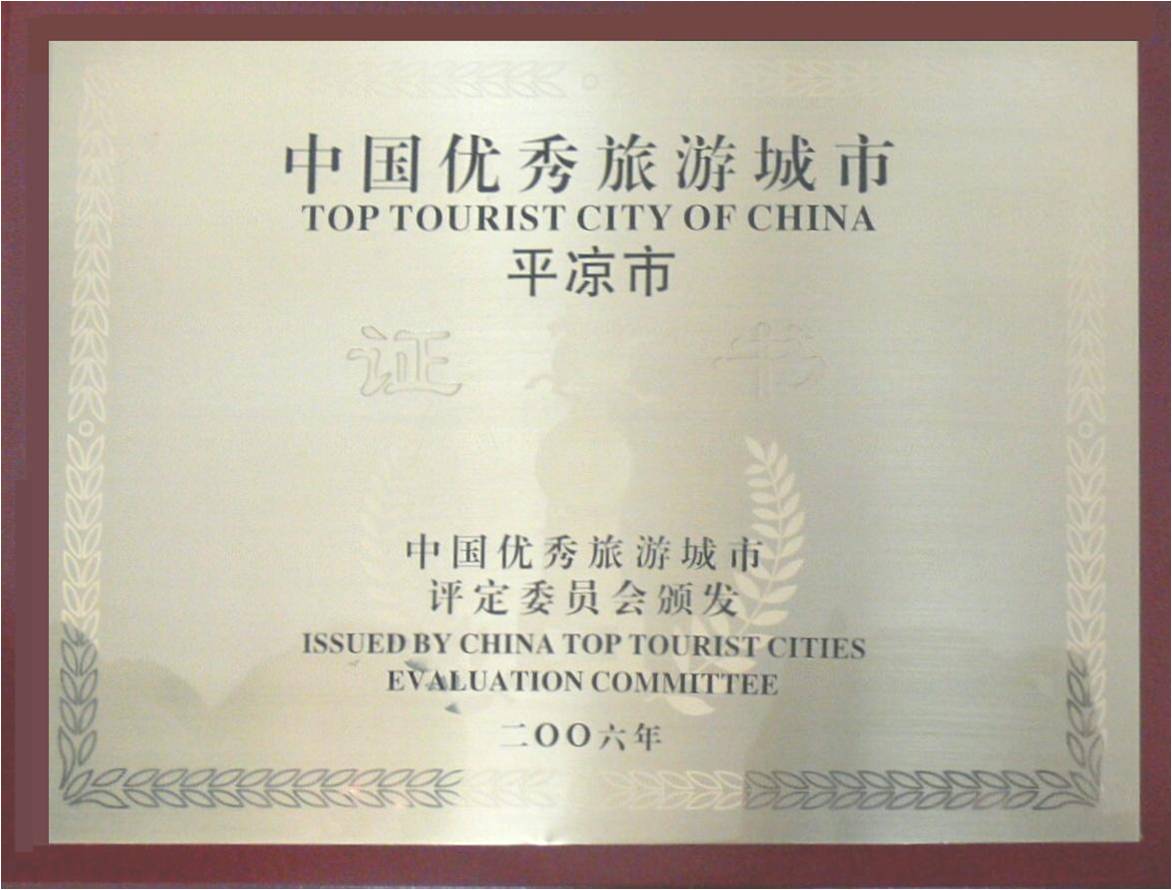 中国优秀旅游城市
TOP TOURIST CITY OF CHINA
平凉市
证 书
中国优秀旅游城市
评定委员会颁发
ISSUED BY CHINA TOP TOURIST CITIES
EVALUATION COMMITTEE
二OO六年